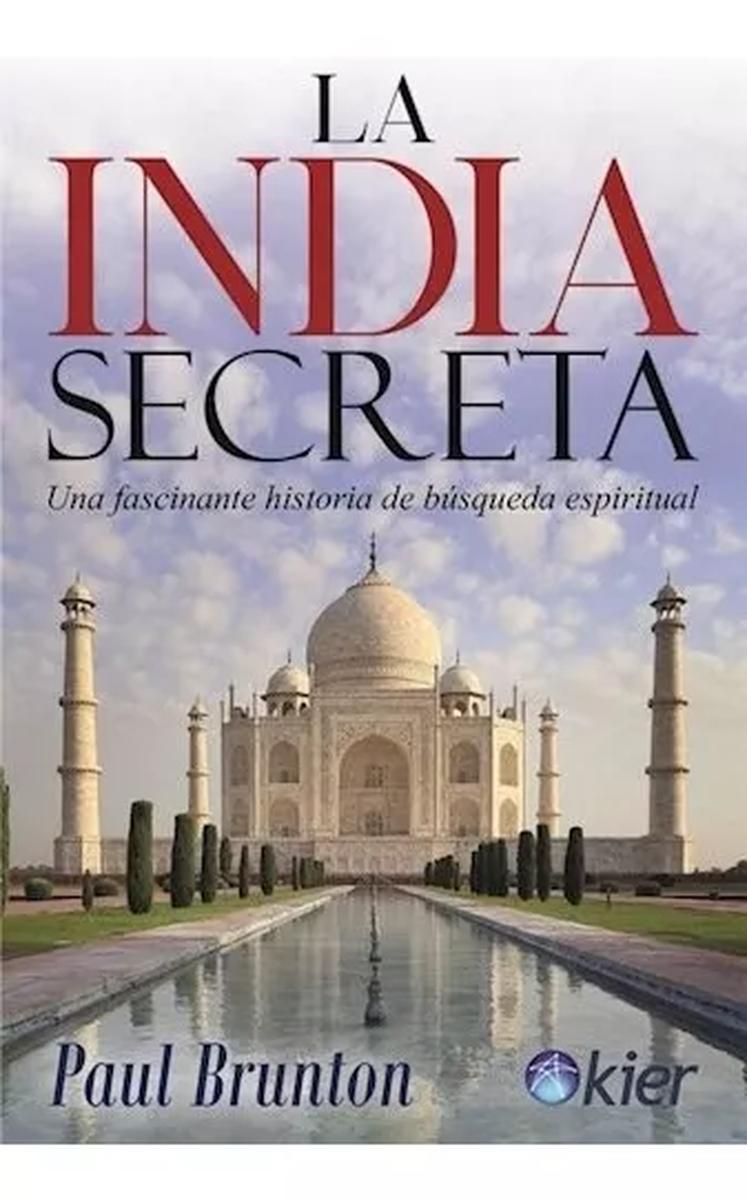 LA
INDIA
SECRETA
Una fascinante historia de búsqueda espiritual
Paul Brunton
kier